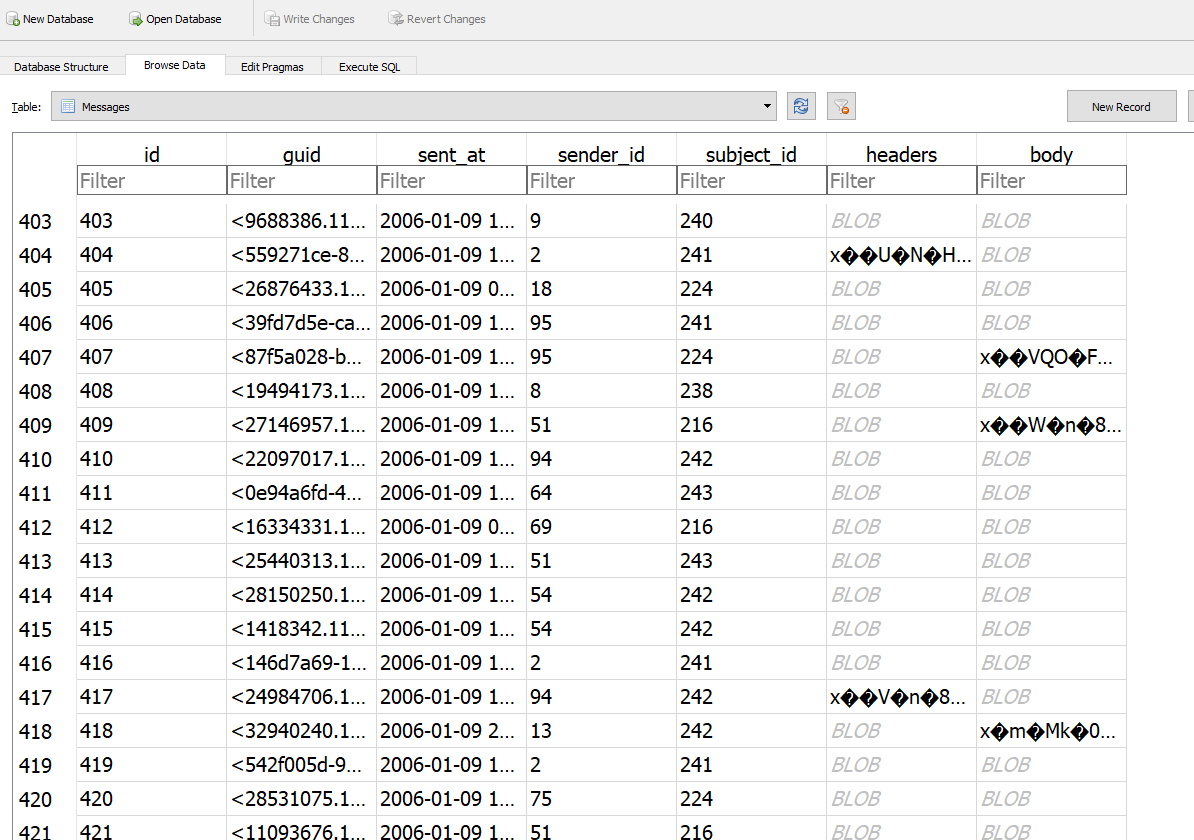 New Database Open Database Write Changes Revert Changes
Database Structure Browse Data Edit Pragmas Execute SQL
Table: Messages New Record
id guid sent_at sender_id subject_id headers body
Filter Filter Filter Filter Filter Filter Filter
403 403 <9688386.11... 2006-01-09 1... 9 240 BLOB BLOB
404 404 <559271ce-8... 2006-01-09 1... 2 241 x��U�N�H... BLOB
405 405 <26876433.1... 2006-01-09 0... 18 224 BLOB BLOB
406 406 <39fd7d5e-ca... 2006-01-09 1... 95 241 BLOB BLOB
407 407 <87f5a028-b... 2006-01-09 1... 95 224 BLOB x��VQO�F...
408 408 <19494173.1... 2006-01-09 1... 8 238 BLOB BLOB
409 409 <27146957.1... 2006-01-09 1... 51 216 BLOB x��W�n�8...
410 410 <22097017.1... 2006-01-09 1... 94 242 BLOB BLOB
411 411 <0e94a6fd-4... 2006-01-09 1... 64 243 BLOB BLOB
412 412 <16334331.1... 2006-01-09 0... 69 216 BLOB BLOB
413 413 <25440313.1... 2006-01-09 1... 51 243 BLOB BLOB
414 414 <28150250.1... 2006-01-09 1... 54 242 BLOB BLOB
415 415 <1418342.11... 2006-01-09 1... 54 242 BLOB BLOB
416 416 <146d7a69-1... 2006-01-09 1... 2 241 BLOB BLOB
417 417 <24984706.1... 2006-01-09 1... 94 242 x��V�n�8... BLOB
418 418 <32940240.1... 2006-01-09 2... 13 242 BLOB x�m�Mk�0...
419 419 <542f005d-9... 2006-01-09 1... 2 241 BLOB BLOB
420 420 <28531075.1... 2006-01-09 1... 75 224 BLOB BLOB
421 421 <11093676.1... 2006-01-09 1... 51 216 BLOB BLOB